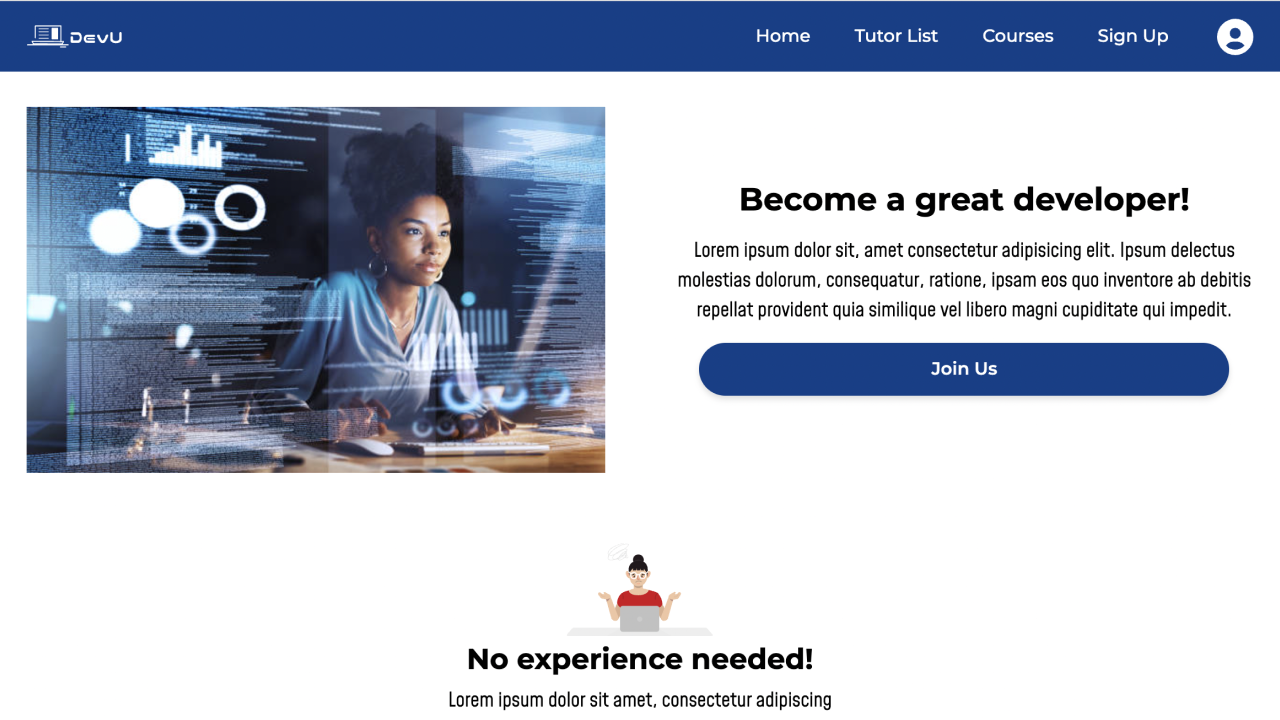 DevU
Home
Tutor List
Courses
Sign Up
Become a great developer!
Lorem ipsum dolor sit, amet consectetur adipisicing elit. Ipsum delectus
molestias dolorum, consequatur, ratione, ipsam eos quo inventore ab debitis
repellat provident quia similique vel libero magni cupiditate qui impedit.
Join Us
No experience needed!
Lorem ipsum dolor sit amet, consectetur adipiscing